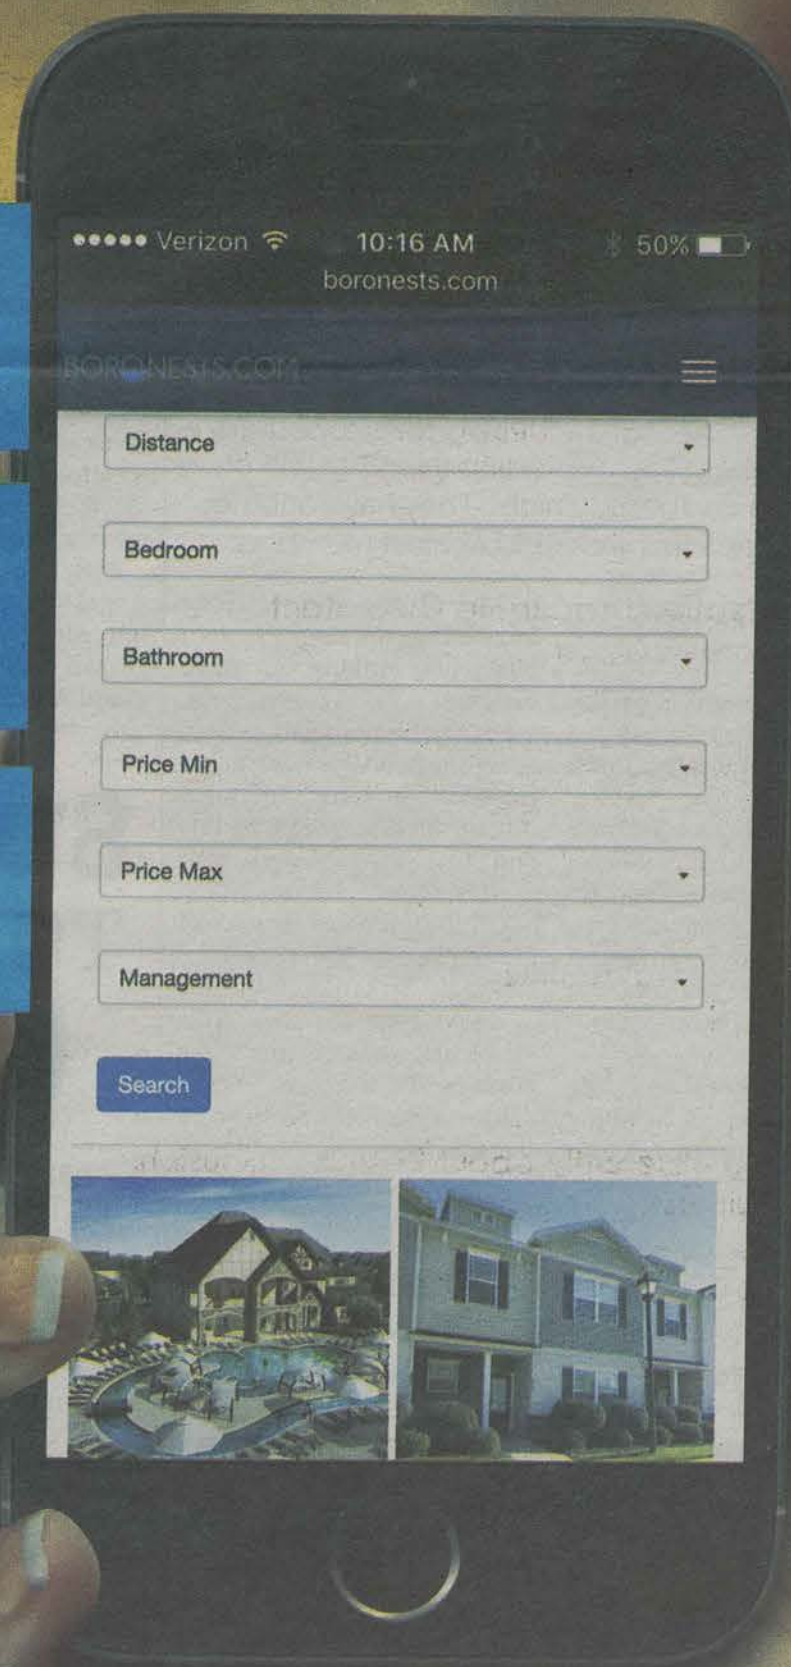 Verizon 10:16 AM 50%
boronests.com
BORONESTS.COM
Distance
Bedroom
Bathroom
Price Min
Price Max
Management
Search